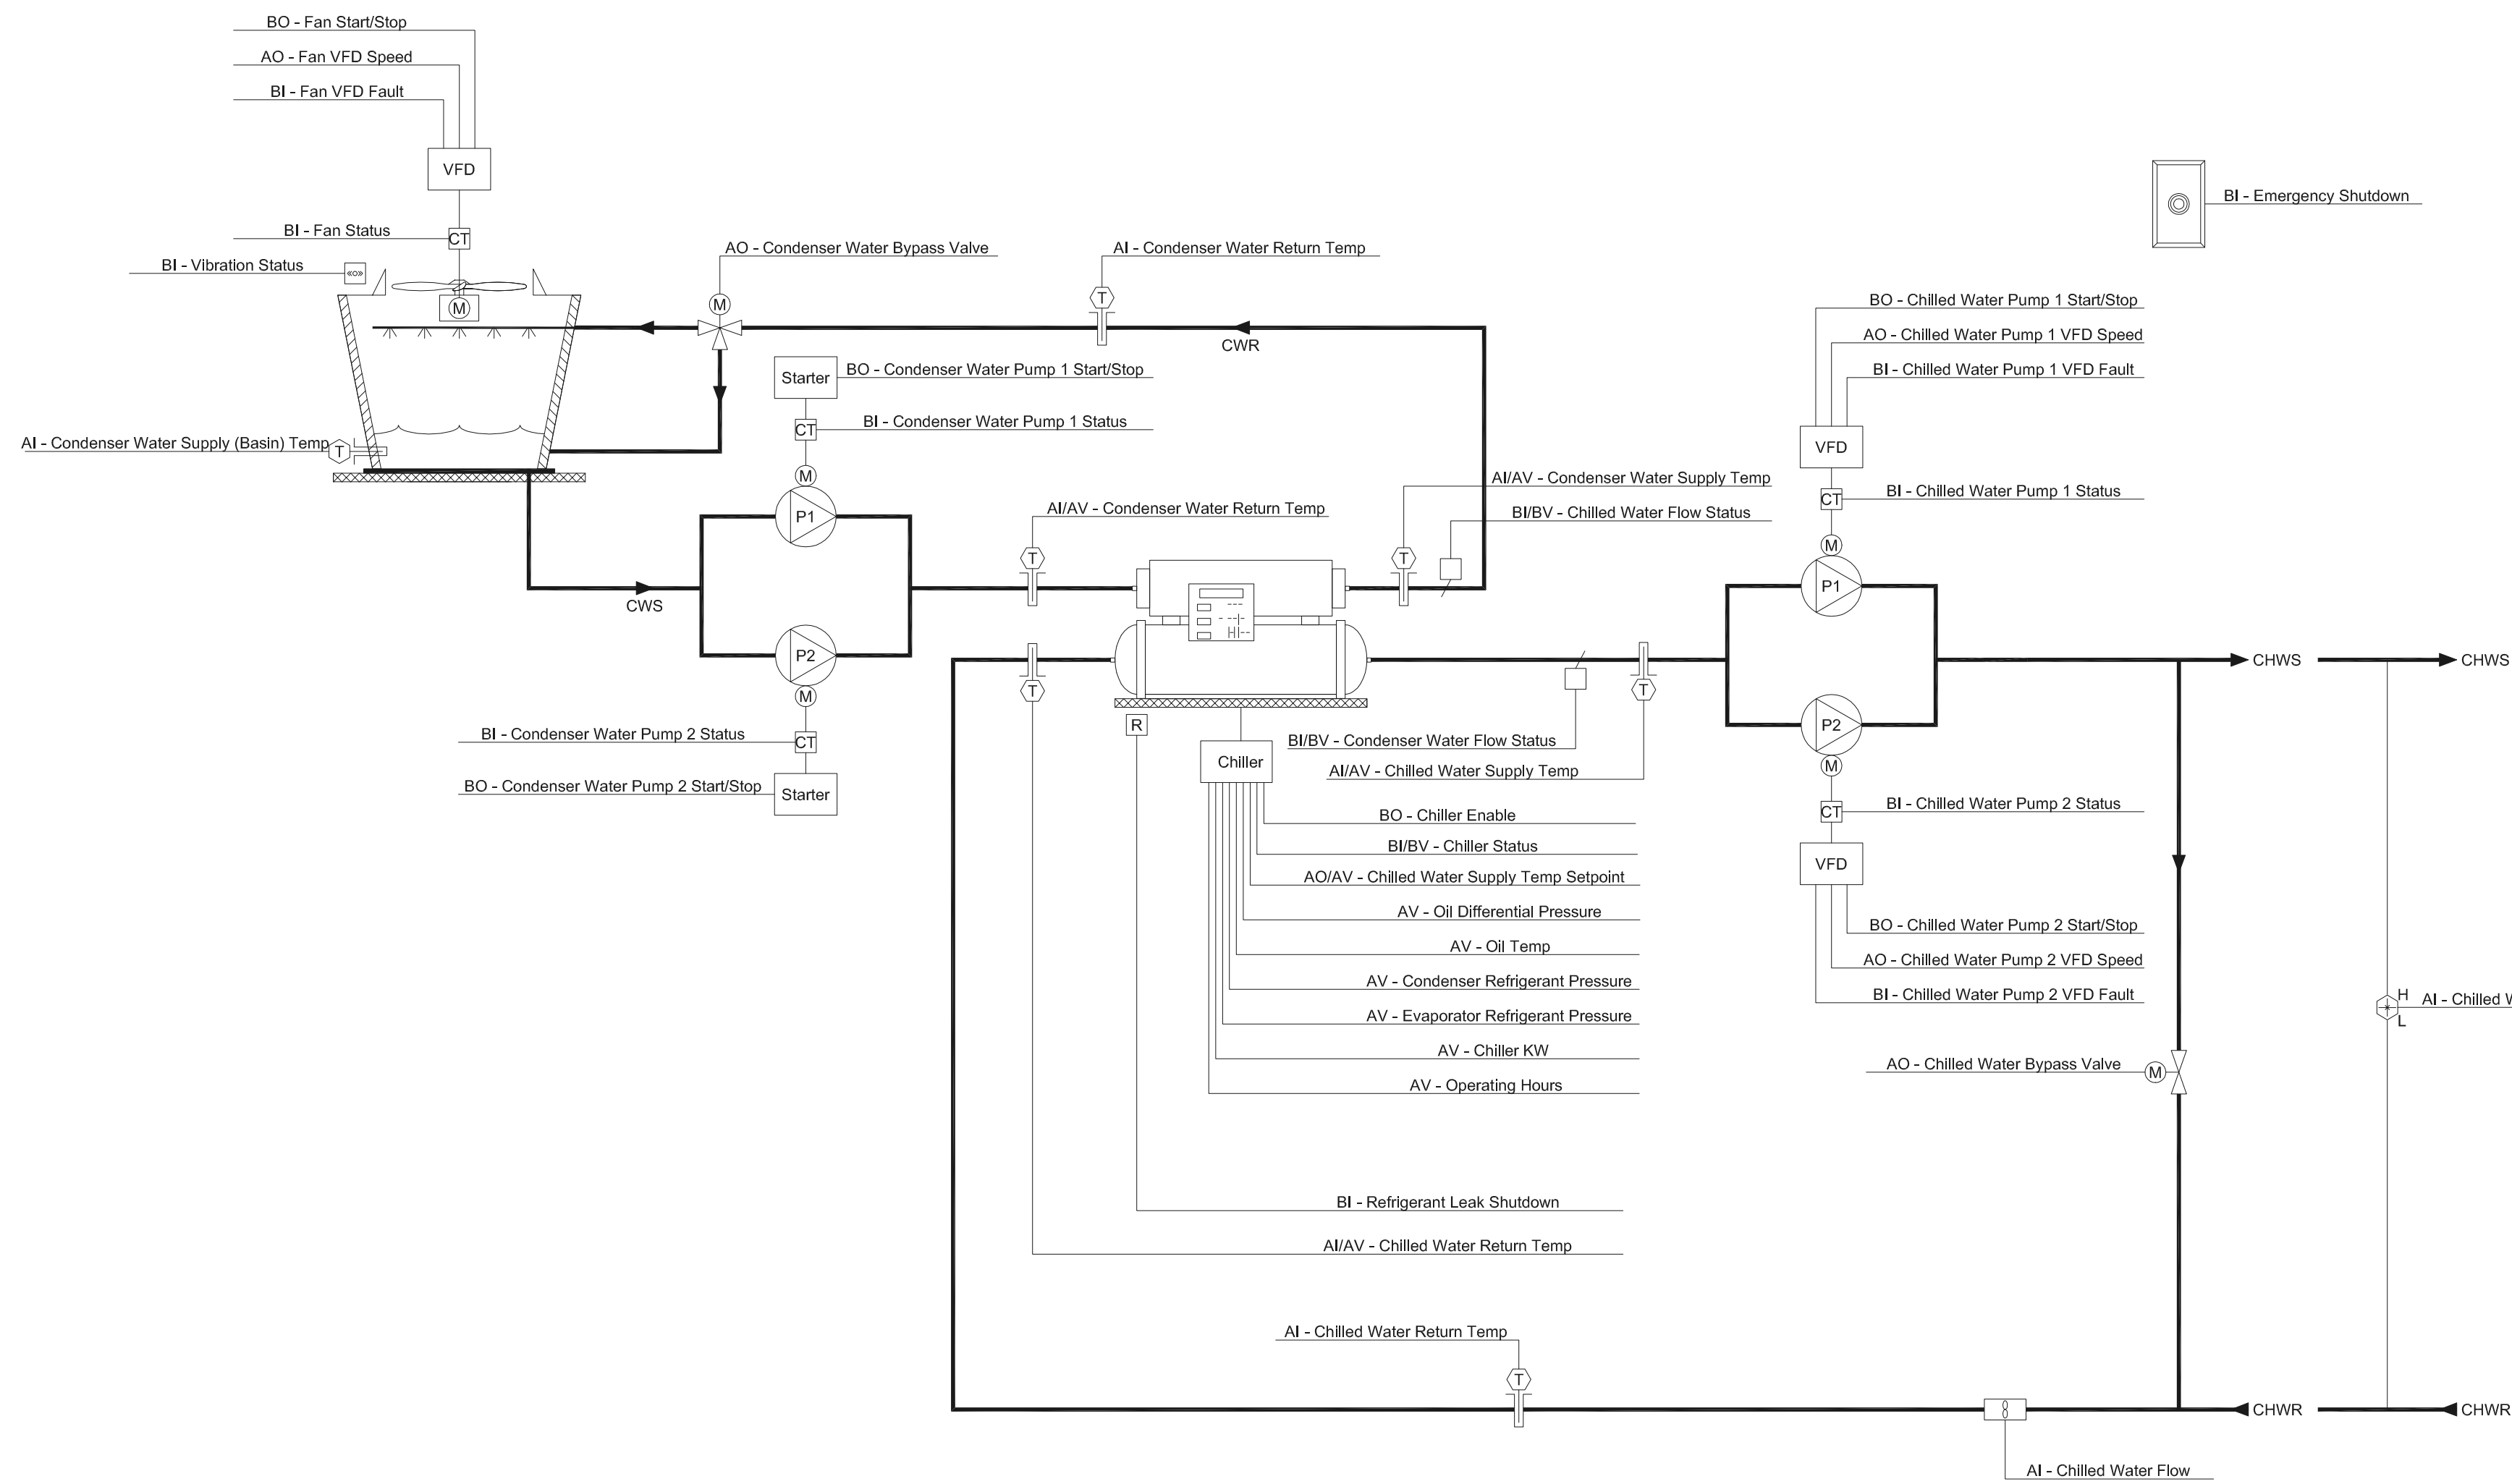 BO - Fan Start/Stop
AO - Fan VFD Speed
BI - Fan VFD Fault
VFD
BI - Fan Status
CT
BI - Vibration Status
«o»
M
AO - Condenser Water Bypass Valve
M
AI - Condenser Water Return Temp
T
CWR
BI - Emergency Shutdown
Starter
BO - Condenser Water Pump 1 Start/Stop
CT
BI - Condenser Water Pump 1 Status
M
P1
AI - Condenser Water Supply (Basin) Temp
T
CWS
P2
M
BI - Condenser Water Pump 2 Status
CT
BO - Condenser Water Pump 2 Start/Stop
Starter
AI/AV - Condenser Water Return Temp
T
AI/AV - Condenser Water Supply Temp
BI/BV - Chilled Water Flow Status
T
T
R
Chiller
BI/BV - Condenser Water Flow Status
AI/AV - Chilled Water Supply Temp
T
BO - Chiller Enable
BI/BV - Chiller Status
AO/AV - Chilled Water Supply Temp Setpoint
AV - Oil Differential Pressure
AV - Oil Temp
AV - Condenser Refrigerant Pressure
AV - Evaporator Refrigerant Pressure
AV - Chiller KW
AV - Operating Hours
BI - Refrigerant Leak Shutdown
AI/AV - Chilled Water Return Temp
BO - Chilled Water Pump 1 Start/Stop
AO - Chilled Water Pump 1 VFD Speed
BI - Chilled Water Pump 1 VFD Fault
VFD
CT
BI - Chilled Water Pump 1 Status
M
P1
P2
M
CT
BI - Chilled Water Pump 2 Status
VFD
BO - Chilled Water Pump 2 Start/Stop
AO - Chilled Water Pump 2 VFD Speed
BI - Chilled Water Pump 2 VFD Fault
CHWS
CHWS
AO - Chilled Water Bypass Valve
M
H
L
AI - Chilled
AI - Chilled Water Return Temp
T
CHWR
CHWR
AI - Chilled Water Flow